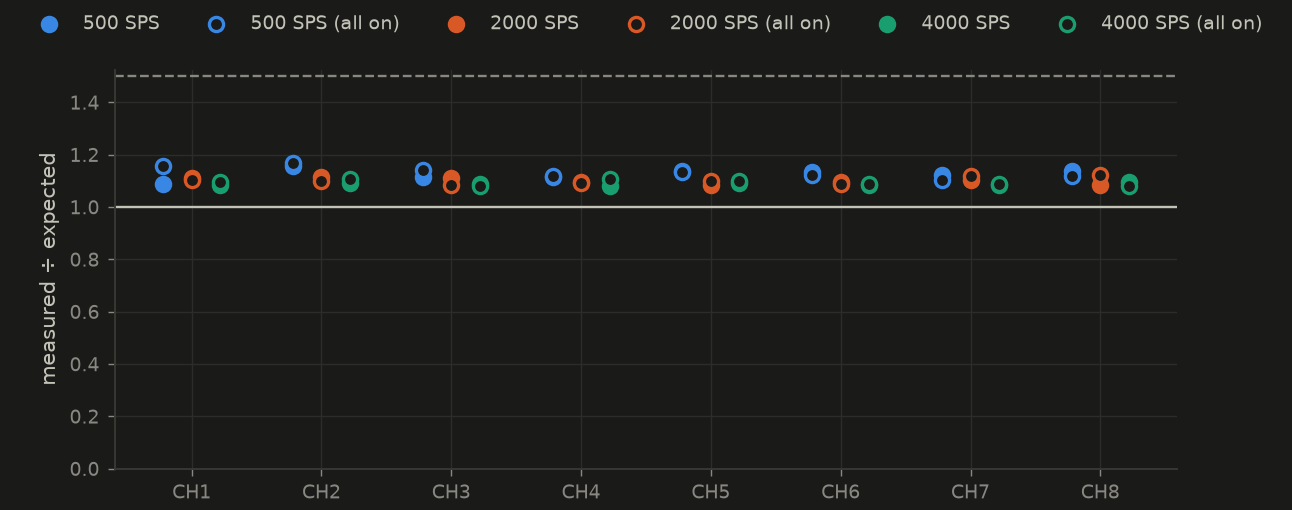 500 SPS 500 SPS (all on) 2000 SPS 2000 SPS (all on) 4000 SPS 4000 SPS (all on)
measured ÷ expected
1.4
1.2
1.0
0.8
0.6
0.4
0.2
0.0
CH1 CH2 CH3 CH4 CH5 CH6 CH7 CH8